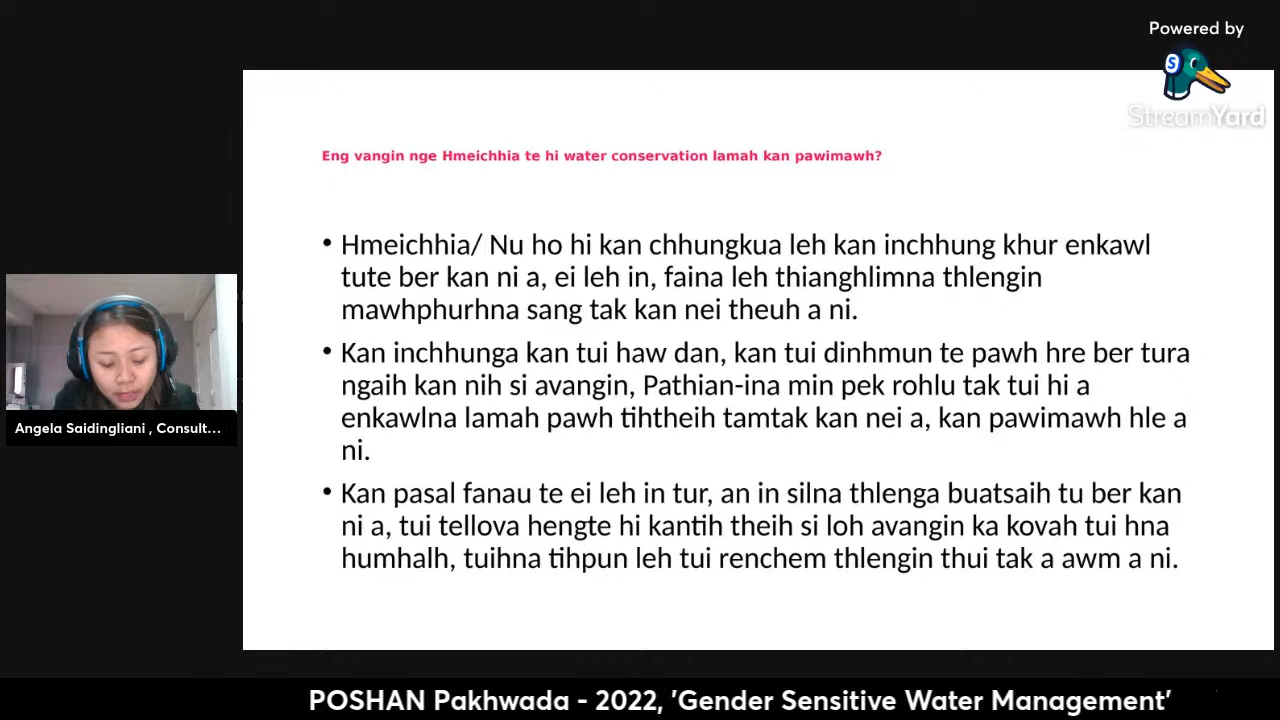 Powered by
S
StreamYard
Eng vangin nge Hmeichhia te hi water conservation lamah kan pawimawh?
• Hmeichhia/ Nu ho hi kan chhungkua leh kan inchhung khur enkawl
tute ber kan ni a, ei leh in, faina leh thianghlimna thlengin
mawhphurhna sang tak kan nei theuh a ni.
• Kan inchhunga kan tui haw dan, kan tui dinhmun te pawh hre ber tura
ngaih kan nih si avangin, Pathian-ina min pek rohlu tak tui hi a
enkawlna lamah pawh tihtheih tamtak kan nei a, kan pawimawh hle a
ni.
• Kan pasal fanau te ei leh in tur, an in silna thlenga buatsaih tu ber kan
ni a, tui tellova hengte hi kantih theih si loh avangin ka kovah tui hna
humhalh, tuihna tihpun leh tui renchem thlengin thui tak a awm a ni.
Angela Saidingliani , Consult...
POSHAN Pakhwada - 2022, 'Gender Sensitive Water Management'